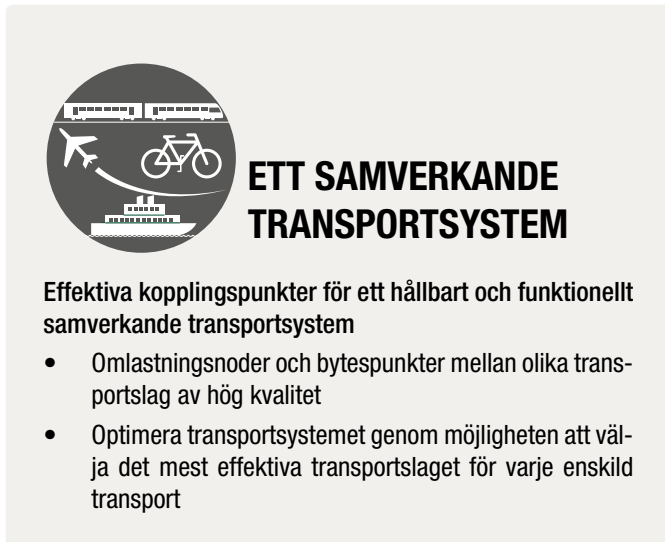 ETT SAMVERKANDE
TRANSPORTSYSTEM
Effektiva kopplingspunkter för ett hållbart och funktionellt
samverkande transportsystem
• Omlastningsnoder och bytespunkter mellan olika trans-
portslag av hög kvalitet
• Optimera transportsystemet genom möjligheten att väl-
ja det mest effektiva transportslaget för varje enskild
transport